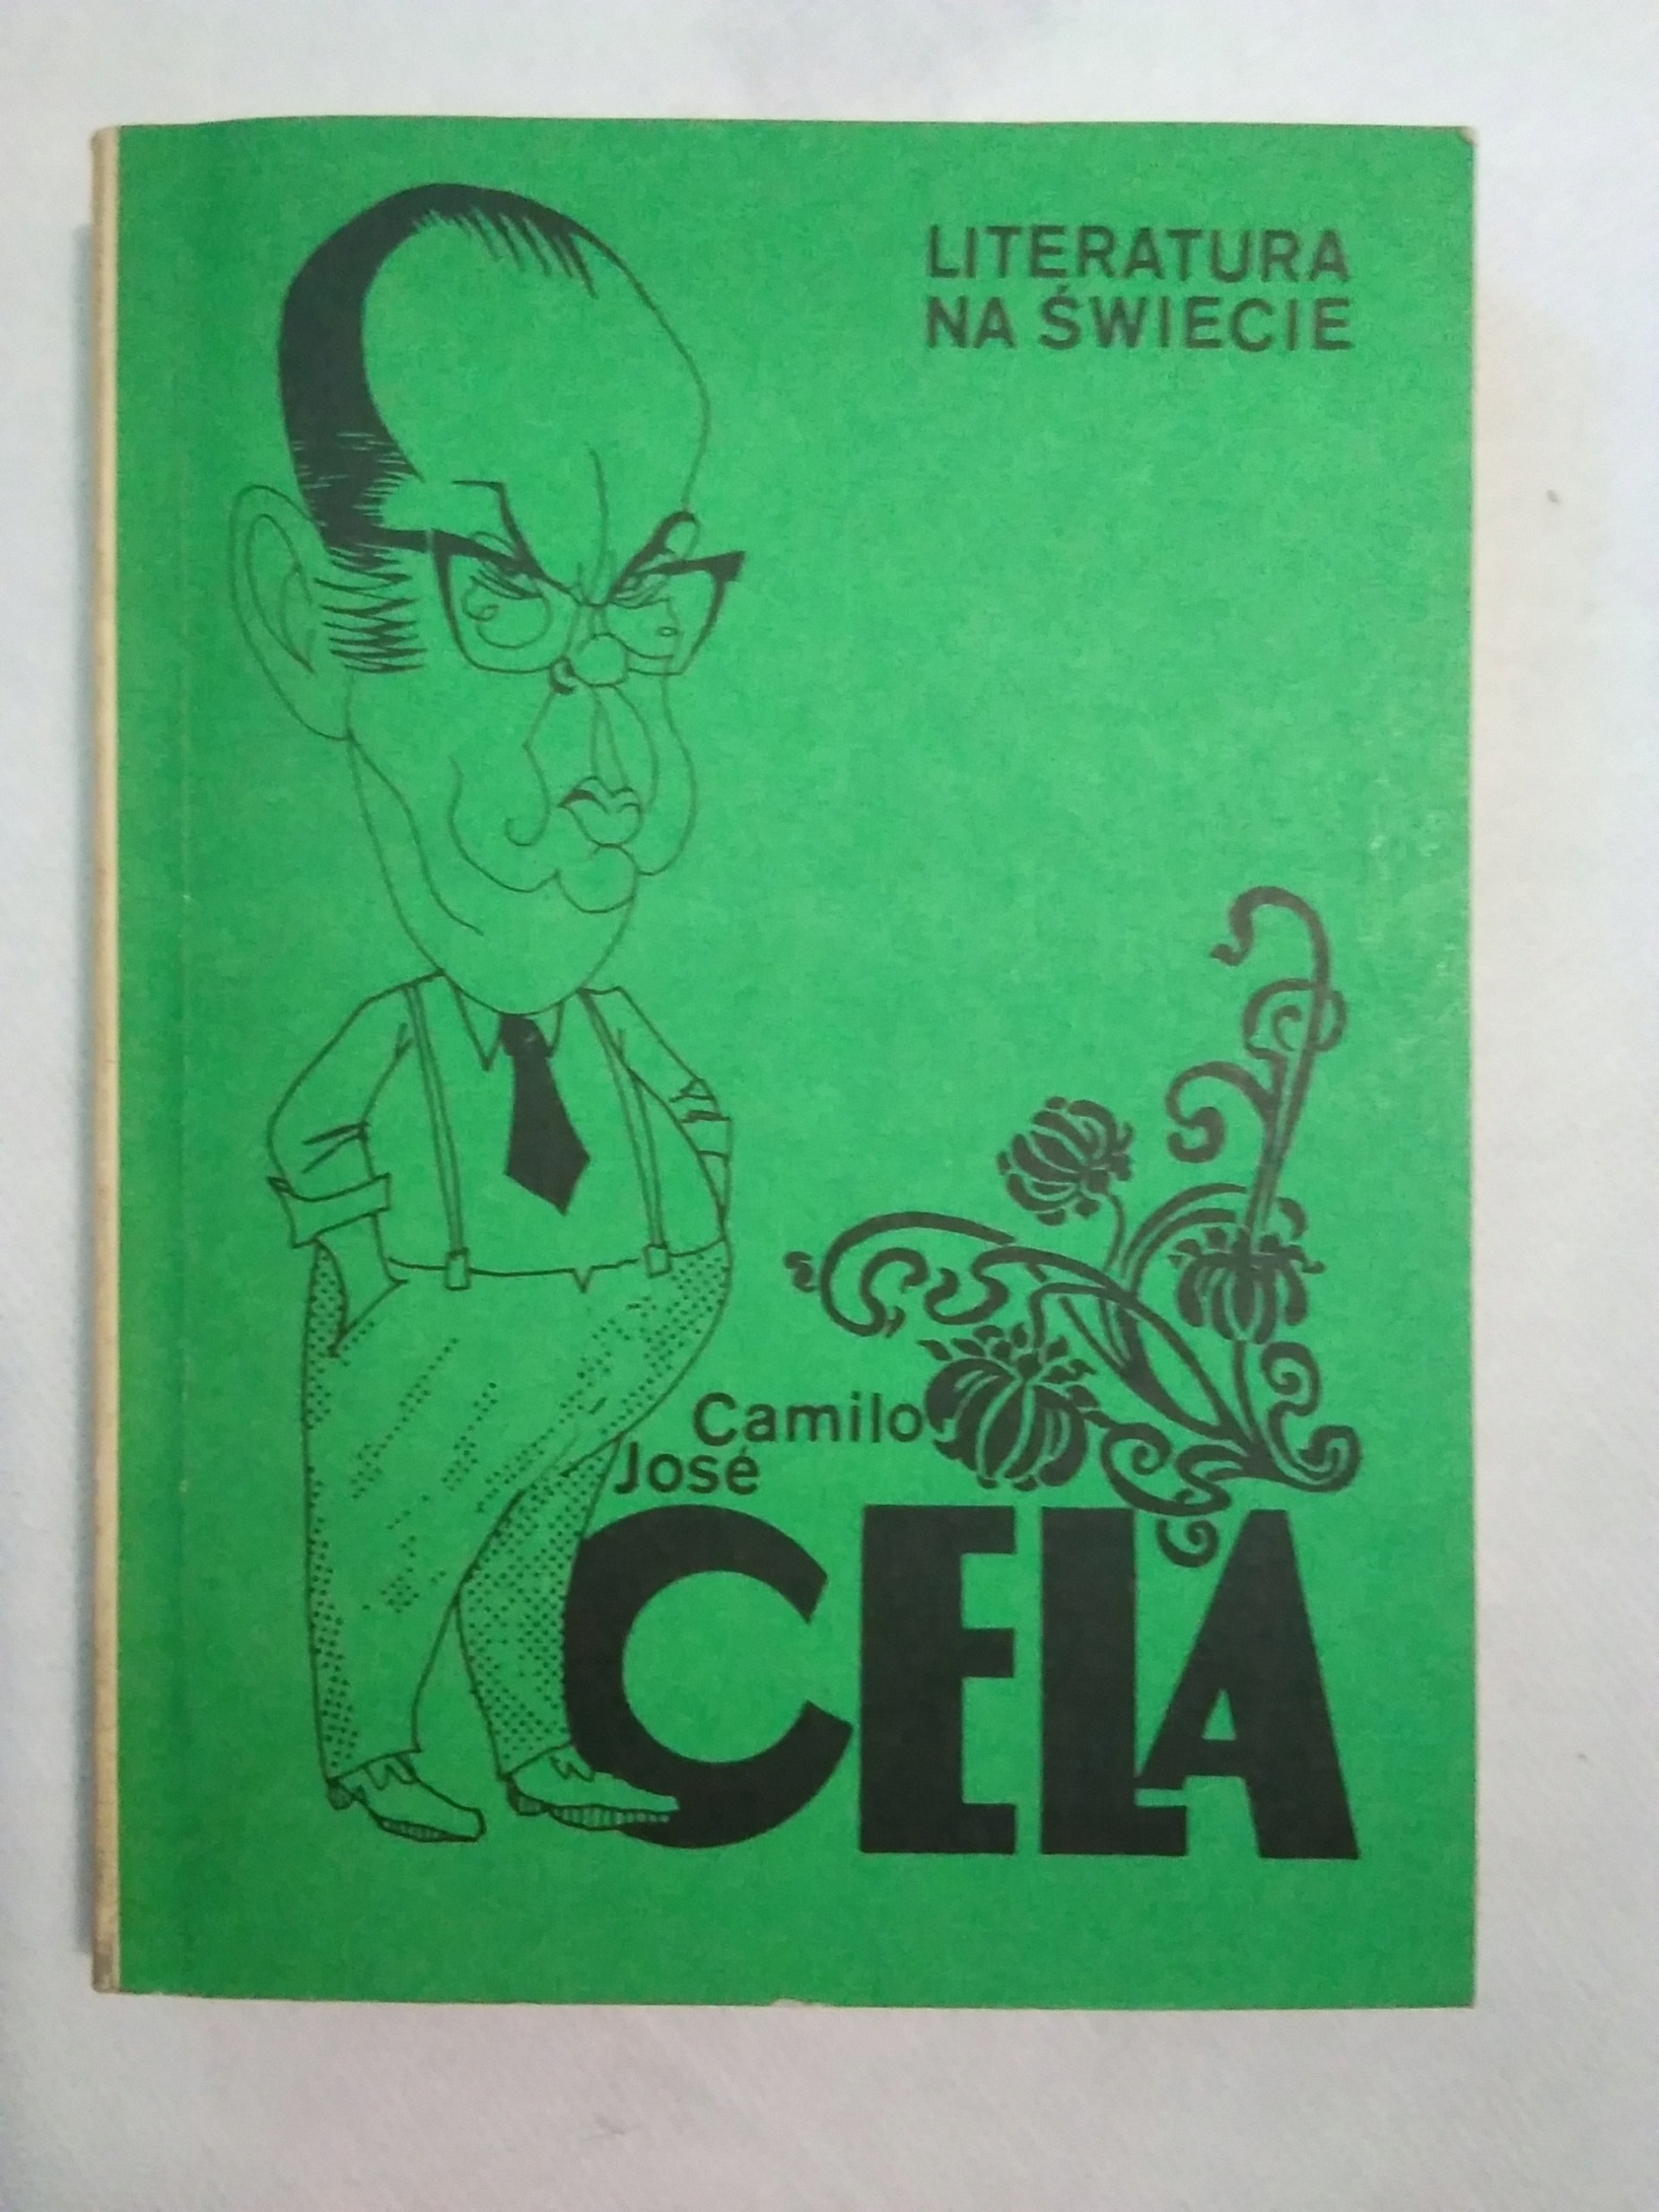 LITERATURA
NA ŚWIECIE
Camilo
José
CELA